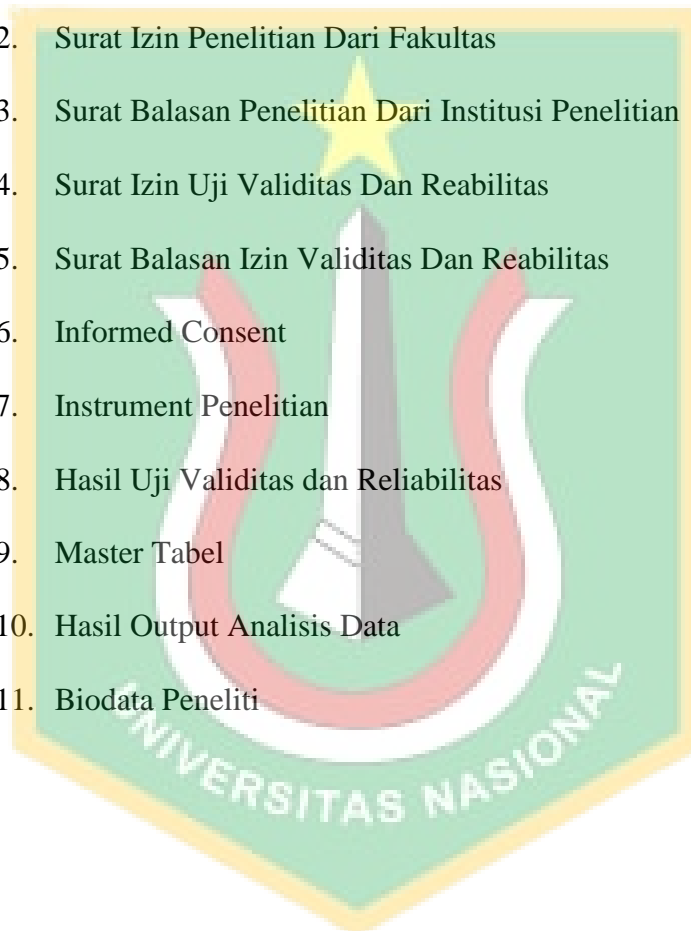 2. Surat Izin Penelitian Dari Fakultas
3. Surat Balasan Penelitian Dari Institusi Penelitian
4. Surat Izin Uji Validitas Dan Reabilitas
5. Surat Balasan Izin Validitas Dan Reabilitas
6. Informed Consent
7. Instrument Penelitian
8. Hasil Uji Validitas dan Reliabilitas
9. Master Tabel
10. Hasil Output Analisis Data
11. Biodata Peneliti
UNIVERSITAS NASIONAL